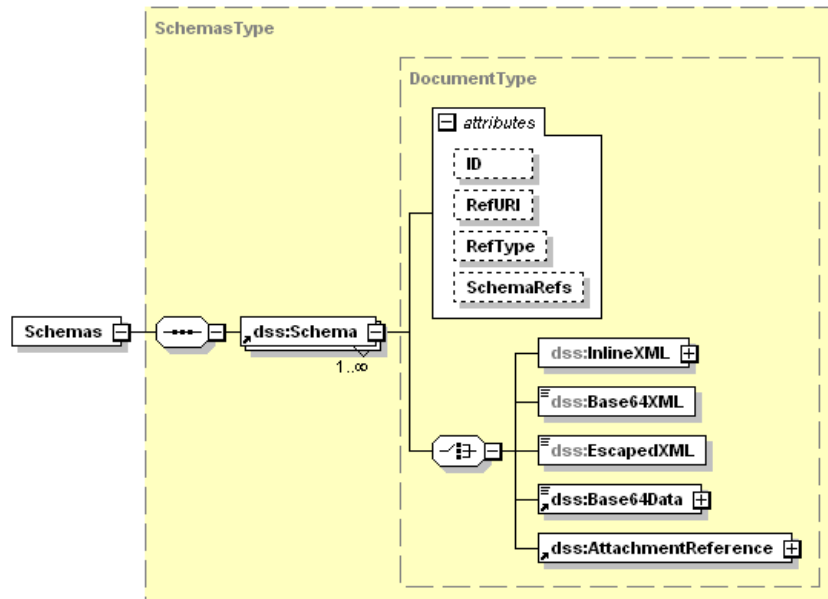 SchemasType
DocumentType
attributes
ID
RefURI
RefType
SchemaRefs
Schemas
dss:Schema
1..∞
dss:InlineXML
dss:Base64XML
dss:EscapedXML
dss:Base64Data
dss:AttachmentReference